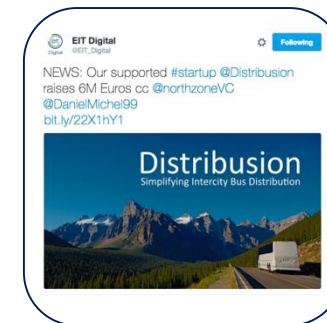 EIT Digital
@EIT_Digital
Following
NEWS: Our supported #startup @Distribusion
raises 6M Euros cc @northzoneVC
@DanielMichel99
bit.ly/22X1hY1
Distribusion
Simplifying Intercity Bus Distribution